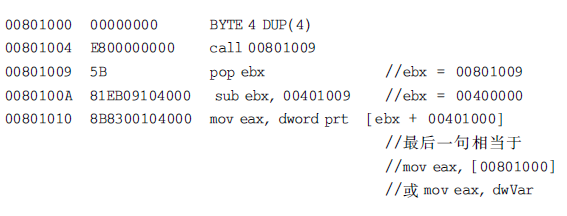 00801000 00000000 BYTE 4 DUP(4)
00801004 E800000000 call 00801009
00801009 5B pop ebx //ebx = 00801009
0080100A 81EB09104000 sub ebx, 00401009 //ebx = 00400000
00801010 8B8300104000 mov eax, dword prt [ebx + 00401000]
//最后一句相当于
//mov eax, [00801000]
//或 mov eax, dwVar